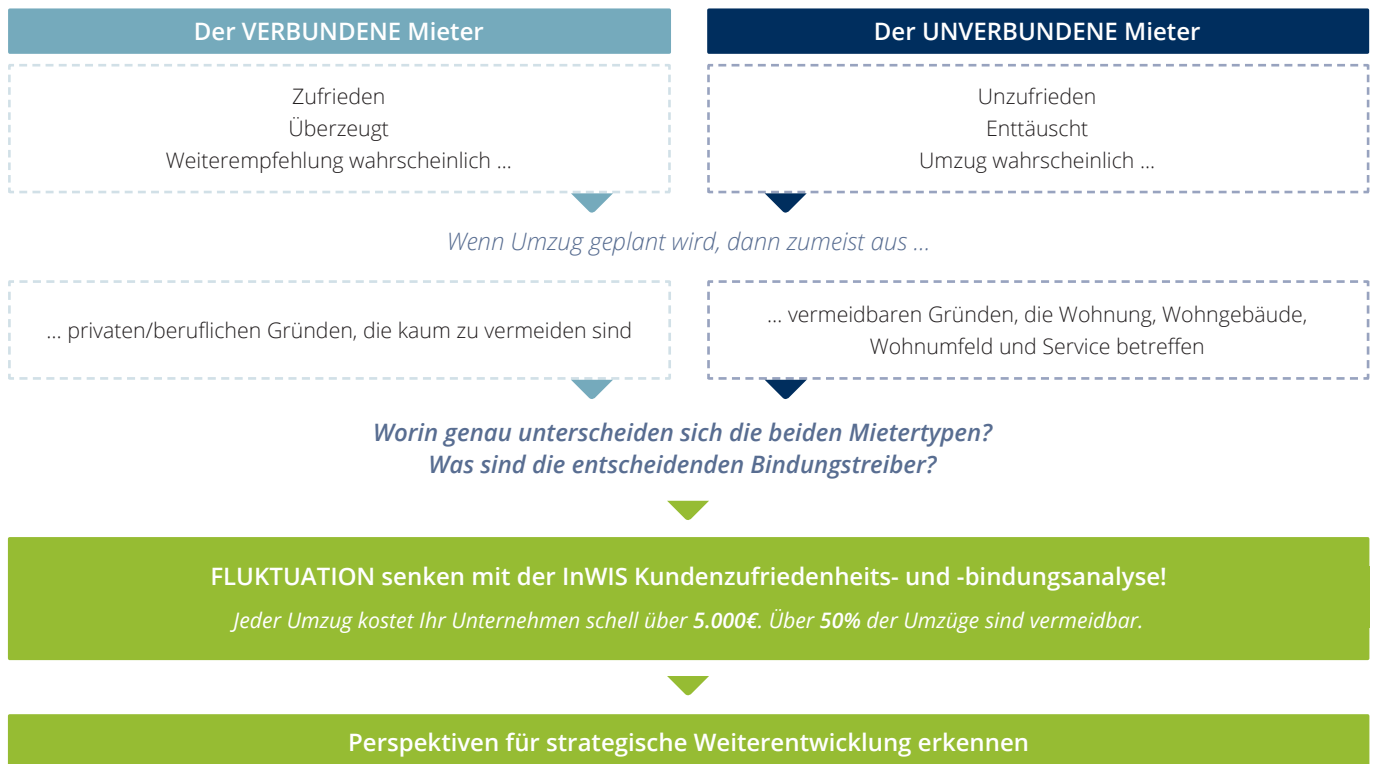 Der VERBUNDENE Mieter
Zufrieden
Überzeugt
Weiterempfehlung wahrscheinlich ...
Der UNVERBUNDENE Mieter
Unzufrieden
Enttäuscht
Umzug wahrscheinlich ...
Wenn Umzug geplant wird, dann zumeist aus ...
... privaten/beruflichen Gründen, die kaum zu vermeiden sind
... vermeidbaren Gründen, die Wohnung, Wohngebäude,
Wohnumfeld und Service betreffen
Worin genau unterscheiden sich die beiden Mietertypen?
Was sind die entscheidenden Bindungstreiber?
FLUKTUATION senken mit der InWIS Kundenzufriedenheits- und -bindungsanalyse!
Jeder Umzug kostet Ihr Unternehmen schell über 5.000€. Über 50% der Umzüge sind vermeidbar.
Perspektiven für strategische Weiterentwicklung erkennen